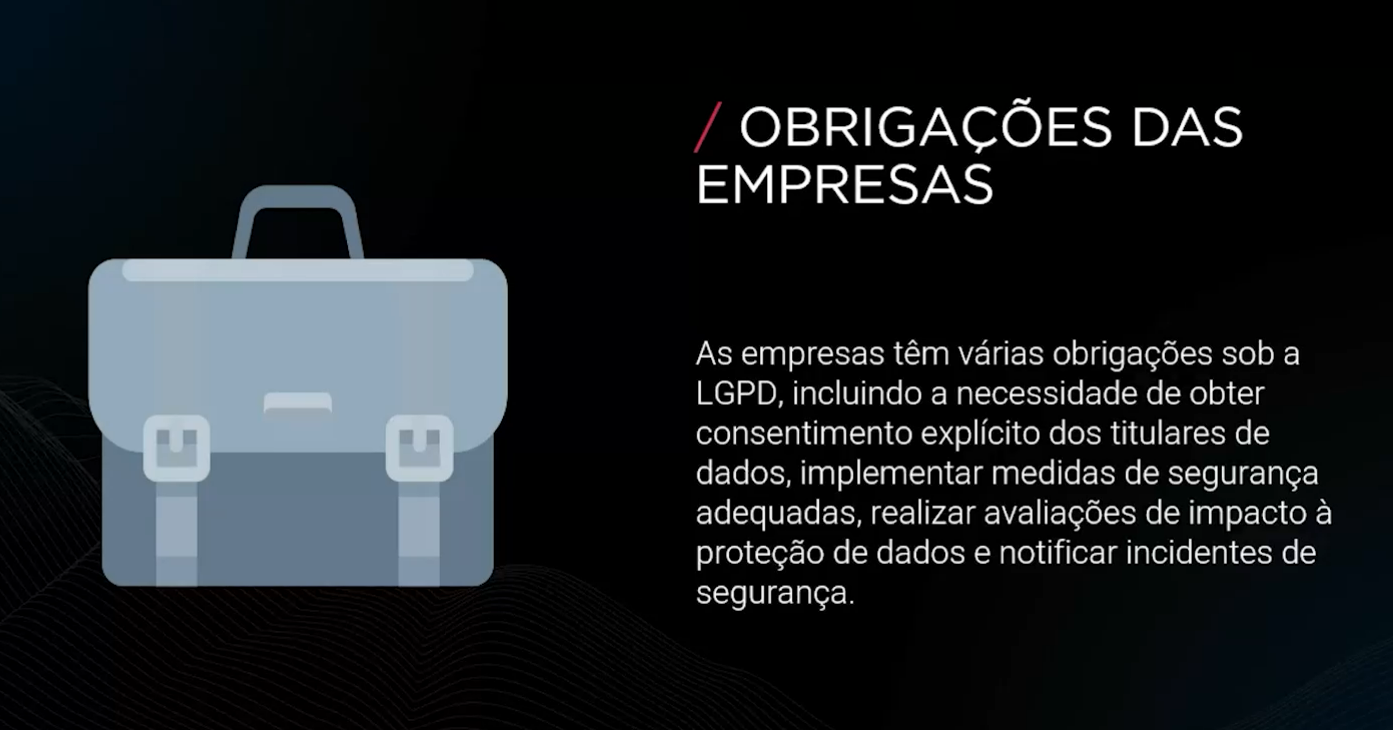 / OBRIGAÇÕES DAS
EMPRESAS
As empresas têm várias obrigações sob a
LGPD, incluindo a necessidade de obter
consentimento explícito dos titulares de
dados, implementar medidas de segurança
adequadas, realizar avaliações de impacto à
proteção de dados e notificar incidentes de
segurança.